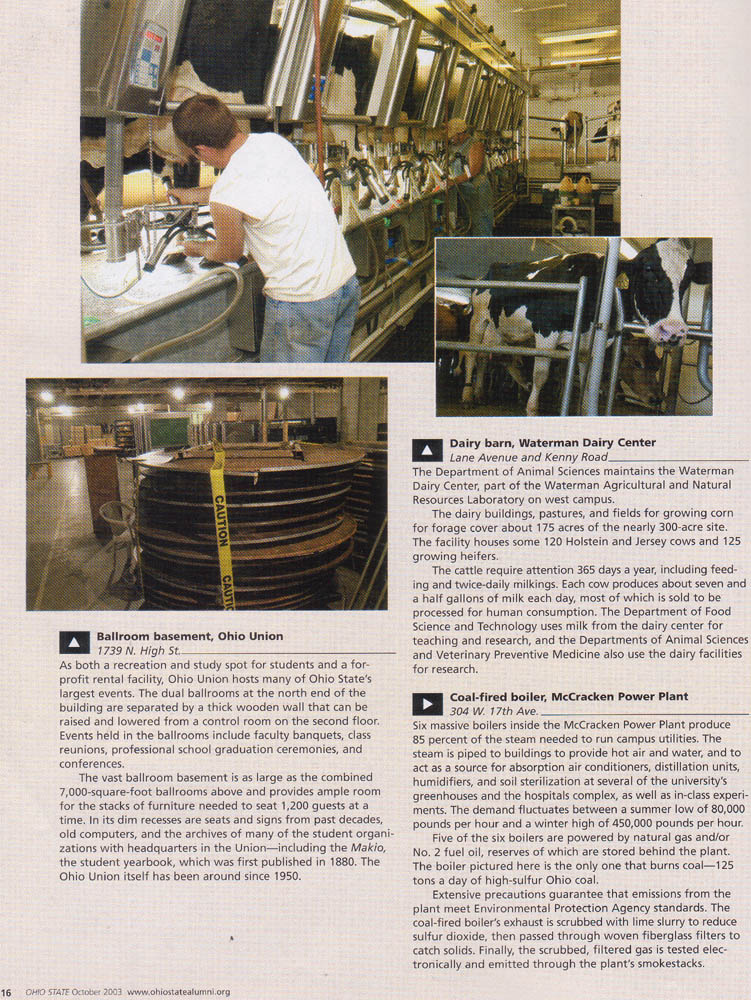 CAUTION
CAUTI
Ballroom basement, Ohio Union
1739 N. High St.
As both a recreation and study spot for students and a for-
profit rental facility, Ohio Union hosts many of Ohio State's
largest events. The dual ballrooms at the north end of the
building are separated by a thick wooden wall that can be
raised and lowered from a control room on the second floor.
Events held in the ballrooms include faculty banquets, class
reunions, professional school graduation ceremonies, and
conferences.
The vast ballroom basement is as large as the combined
7,000-square-foot ballrooms above and provides ample room
for the stacks of furniture needed to seat 1,200 guests at a
time. In its dim recesses are seats and signs from past decades,
old computers, and the archives of many of the student organi-
zations with headquarters in the Union—including the Makio,
the student yearbook, which was first published in 1880. The
Ohio Union itself has been around since 1950.
Dairy barn, Waterman Dairy Center
Lane Avenue and Kenny Road
The Department of Animal Sciences maintains the Waterman
Dairy Center, part of the Waterman Agricultural and Natural
Resources Laboratory on west campus.
The dairy buildings, pastures, and fields for growing corn
for forage cover about 175 acres of the nearly 300-acre site.
The facility houses some 120 Holstein and Jersey cows and 125
growing heifers.
The cattle require attention 365 days a year, including feed-
ing and twice-daily milkings. Each cow produces about seven and
a half gallons of milk each day, most of which is sold to be
processed for human consumption. The Department of Food
Science and Technology uses milk from the dairy center for
teaching and research, and the Departments of Animal Sciences
and Veterinary Preventive Medicine also use the dairy facilities
for research.
Coal-fired boiler, McCracken Power Plant
304 W. 17th Ave.
Six massive boilers inside the McCracken Power Plant produce
85 percent of the steam needed to run campus utilities. The
steam is piped to buildings to provide hot air and water, and to
act as a source for absorption air conditioners, distillation units,
humidifiers, and soil sterilization at several of the university's
greenhouses and the hospitals complex, as well as in-class experi-
ments. The demand fluctuates between a summer low of 80,000
pounds per hour and a winter high of 450,000 pounds per hour.
Five of the six boilers are powered by natural gas and/or
No. 2 fuel oil, reserves of which are stored behind the plant.
The boiler pictured here is the only one that burns coal—125
tons a day of high-sulfur Ohio coal.
Extensive precautions guarantee that emissions from the
plant meet Environmental Protection Agency standards. The
coal-fired boiler's exhaust is scrubbed with lime slurry to reduce
sulfur dioxide, then passed through woven fiberglass filters to
catch solids. Finally, the scrubbed, filtered gas is tested elec-
tronically and emitted through the plant's smokestacks.
16 OHIO STATE October 2003 www.ohiostatealumni.org